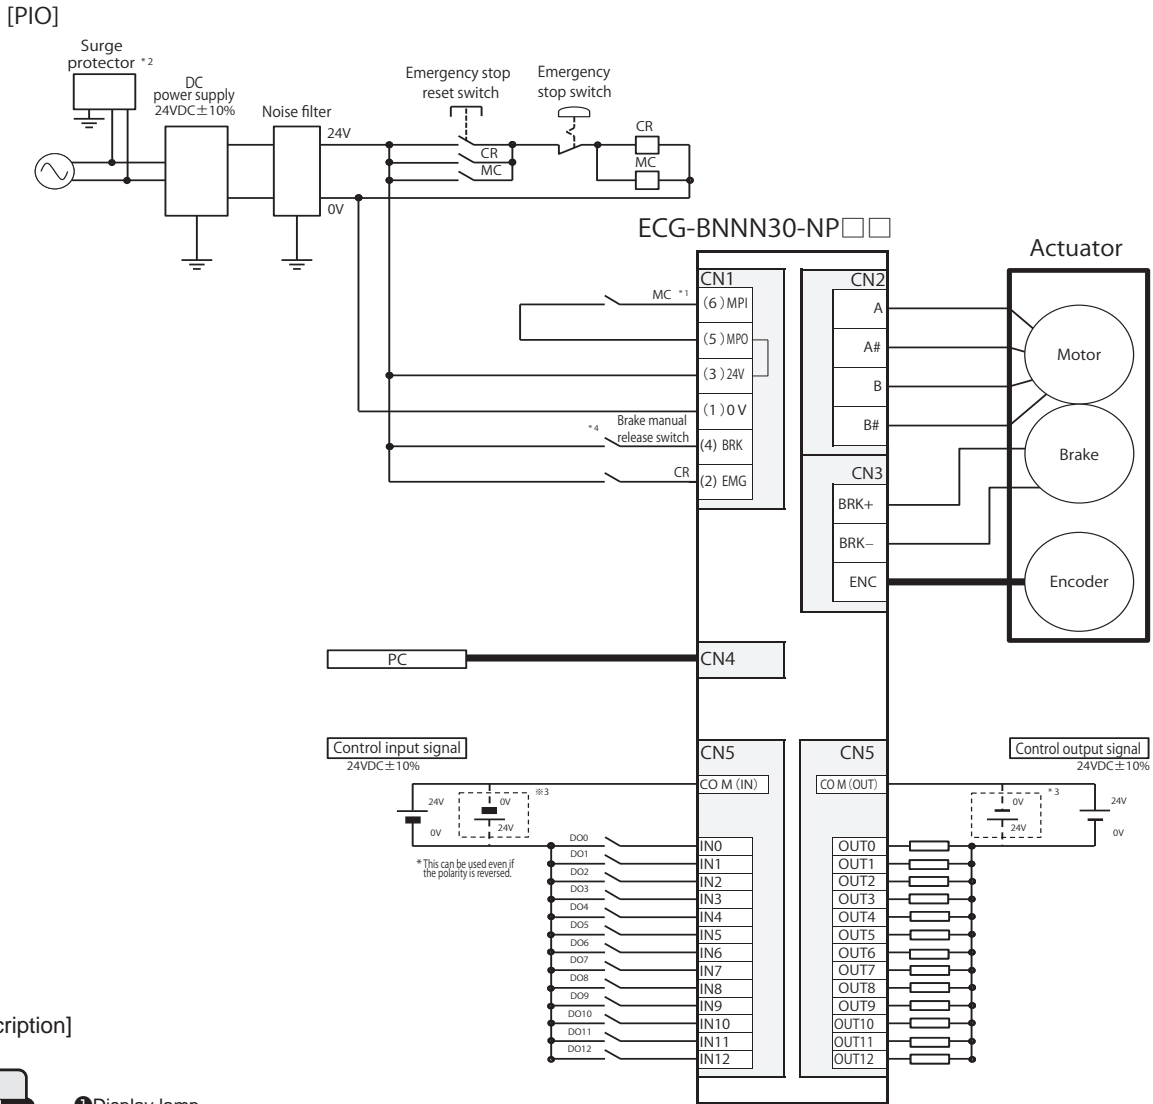 [PIO]
Surge
protector *2
DC
power supply
24VDC±10%
Noise filter
24V
0V
Emergency stop
reset switch
Emergency
stop switch
CR
MC
CR
MC
ECG-BNNN30-NP□□
Actuator
CN1
MC *1
(6)MPI
(5)MPO
(3)24V
(1)0V
*4
Brake manual
release switch
(4) BRK
CR
(2) EMG
CN2
A
A#
B
B#
CN3
BRK+
BRK−
ENC
Motor
Brake
Encoder
PC
CN4
Control input signal
24VDC±10%
CN5
COM(IN)
24V
0V
0V
24V
※3
*This can be used even if
the polarity is reversed.
DO0
IN0
DO1
IN1
DO2
IN2
DO3
IN3
DO4
IN4
DO5
IN5
DO6
IN6
DO7
IN7
DO8
IN8
DO9
IN9
DO10
IN10
DO11
IN11
DO12
IN12
CN5
COM(OUT)
Control output signal
24VDC±10%
0V
24V
*3
24V
0V
OUT0
OUT1
OUT2
OUT3
OUT4
OUT5
OUT6
OUT7
OUT8
OUT9
OUT10
OUT11
OUT12
cription]